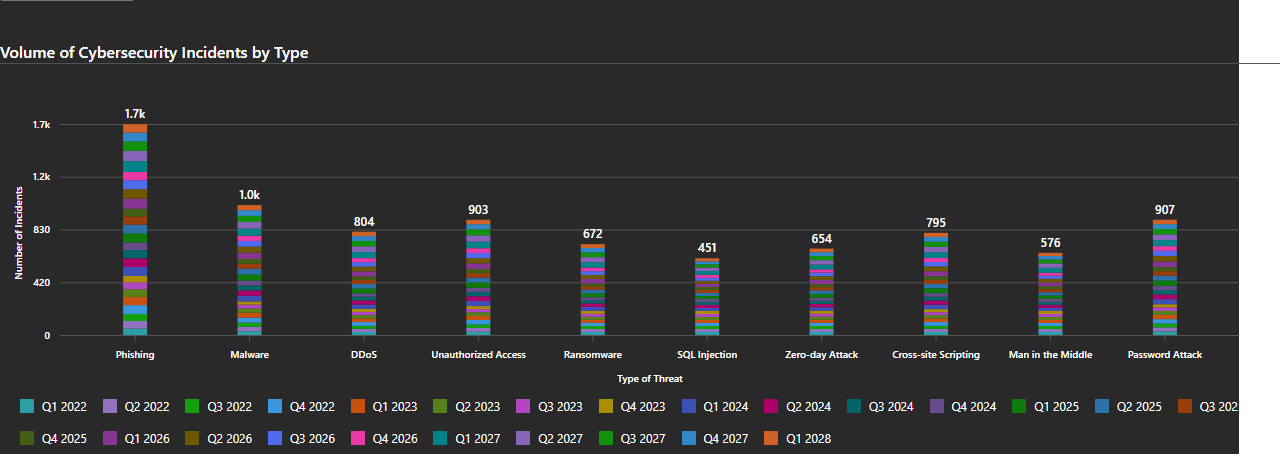 Volume of Cybersecurity Incidents by Type
1.7k
1.7k
1.2k
1.0k
903
907
804
795
830
672
654
576
451
420
0
Number of Incidents
Phishing Malware DDoS Unauthorized Access Ransomware SQL Injection Zero-day Attack Cross-site Scripting Man in the Middle Password Attack
Type of Threat
Q1 2022 Q2 2022 Q3 2022 Q4 2022 Q1 2023 Q2 2023 Q3 2023 Q4 2023 Q1 2024 Q2 2024 Q3 2024 Q4 2024 Q1 2025 Q2 2025 Q3 202
Q4 2025 Q1 2026 Q2 2026 Q3 2026 Q4 2026 Q1 2027 Q2 2027 Q3 2027 Q4 2027 Q1 2028